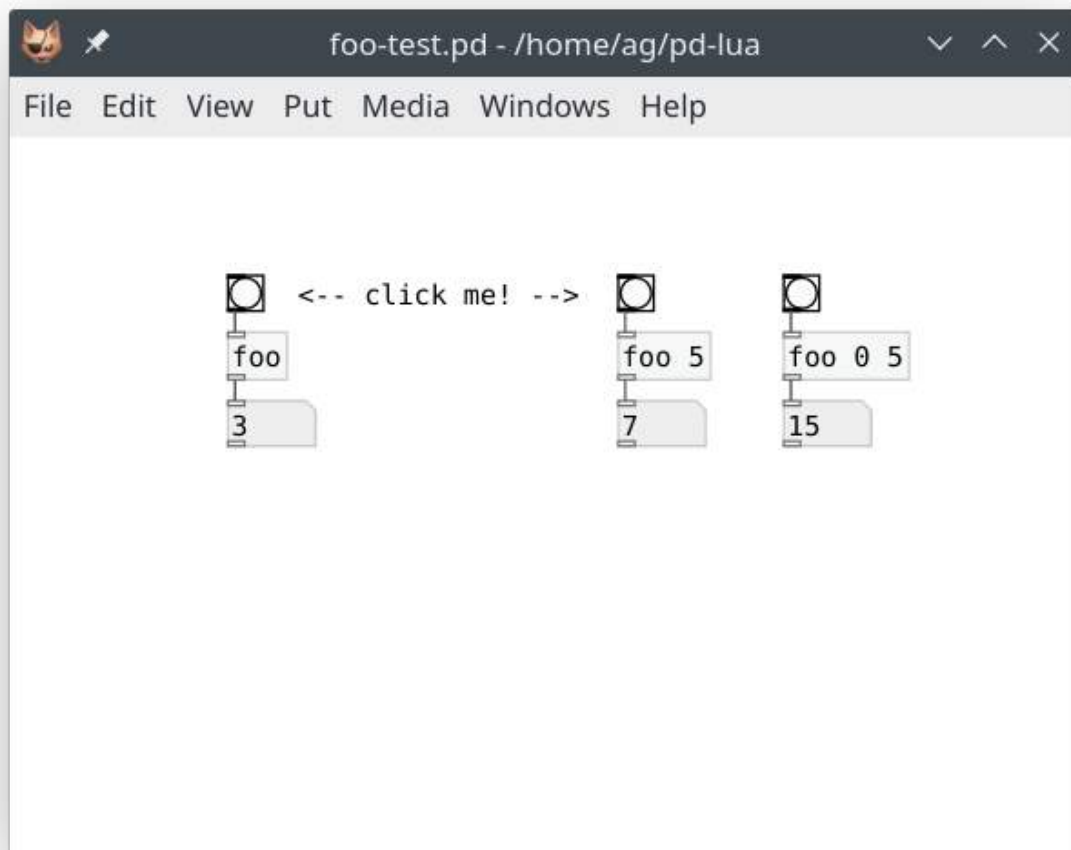 foo-test.pd - /home/ag/pd-lua
File Edit View Put Media Windows Help
<-- click me! -->
foo foo 5 foo 0 5
3 7 15